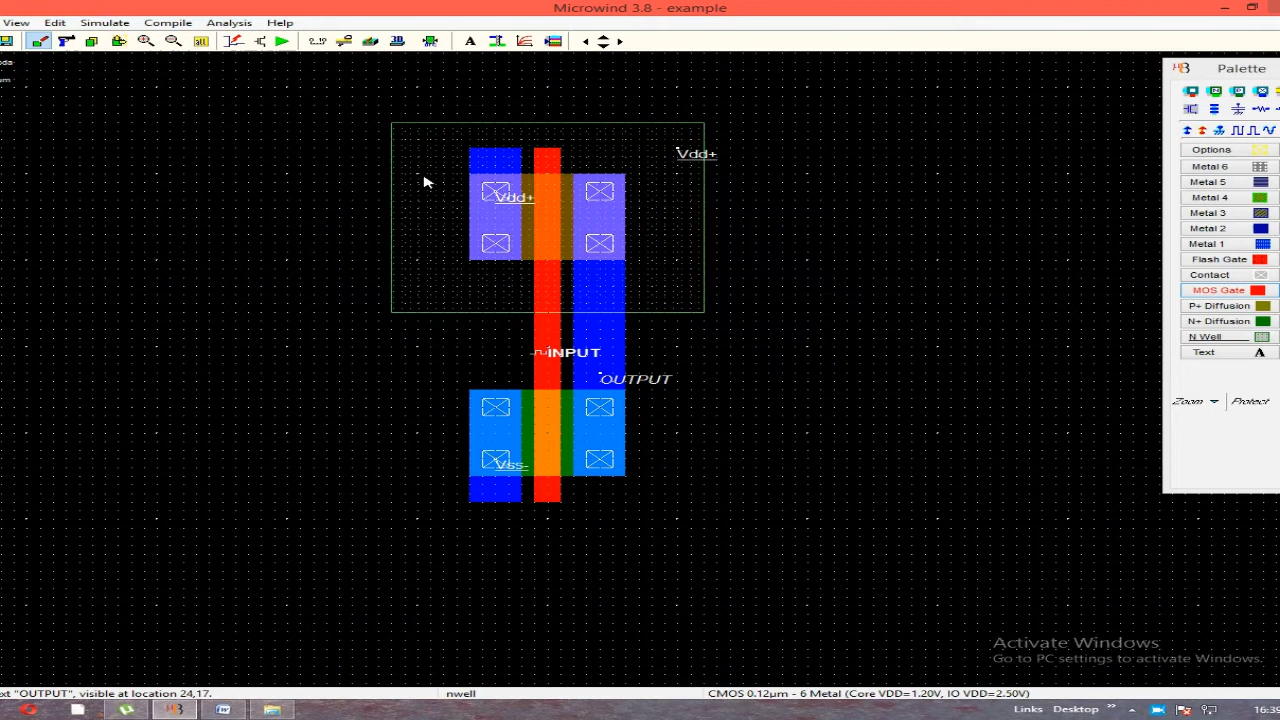 Microwind 3.8 - example
View Edit Simulate Compile Analysis Help
Palette
Options
Metal 6
Metal 5
Metal 4
Metal 3
Metal 2
Metal 1
Flash Gate
Contact
MOS Gate
P+ Diffusion
N+ Diffusion
N Well
Text A
Zoom Protect
Vdd+
Vdd+
INPUT
OUTPUT
Vss-
Activate Windows
Go to PC settings to activate Windows.
"OUTPUT", visible at location 24,17. nwell CMOS 0.12µm - 6 Metal (Core VDD=1.20V, IO VDD=2.50V)
Links Desktop 16:39